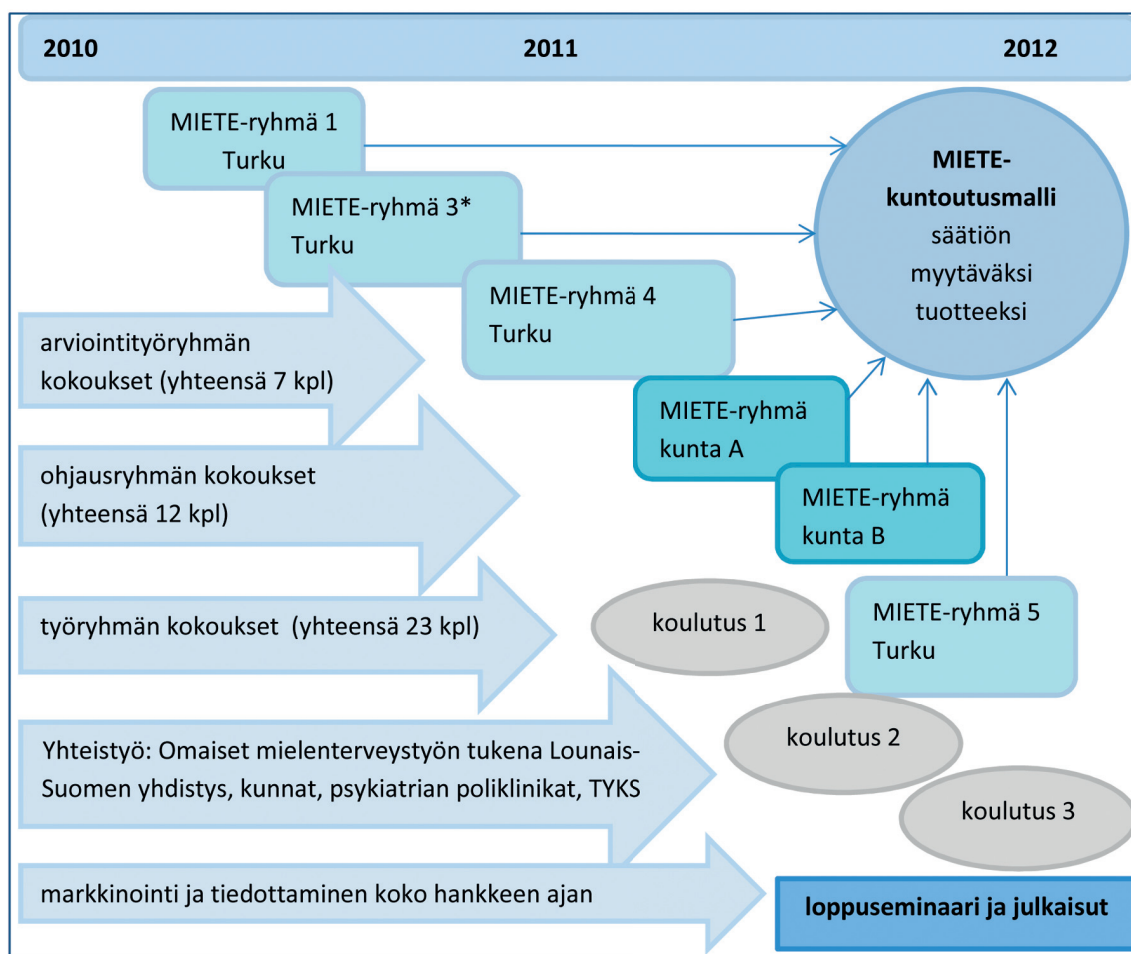 2010 2011 2012
MIETE-ryhmä 1
Turku
MIETE-ryhmä 3*
Turku
MIETE-ryhmä 4
Turku
MIETE-
kuntoutusmalli
säätiön
myytäväksi
tuotteeksi
arviointityöryhmän
kokoukset (yhteensä 7 kpl)
MIETE-ryhmä
kunta A
ohjausryhmän kokoukset
(yhteensä 12 kpl)
MIETE-ryhmä
kunta B
työryhmän kokoukset (yhteensä 23 kpl)
koulutus 1
MIETE-ryhmä 5
Turku
Yhteistyö: Omaiset mielenterveystyön tukena Lounais-
Suomen yhdistys, kunnat, psykiatrian poliklinikat, TYKS
koulutus 2
koulutus 3
markkinointi ja tiedottaminen koko hankkeen ajan
loppuseminaari ja julkaisut